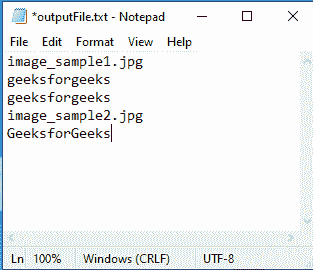 *outputFile.txt - Notepad
File Edit Format View Help
image_sample1.jpg
geeksforgeeks
geeksforgeeks
image_sample2.jpg
GeeksforGeeks
Ln 100% Windows (CRLF) UTF-8